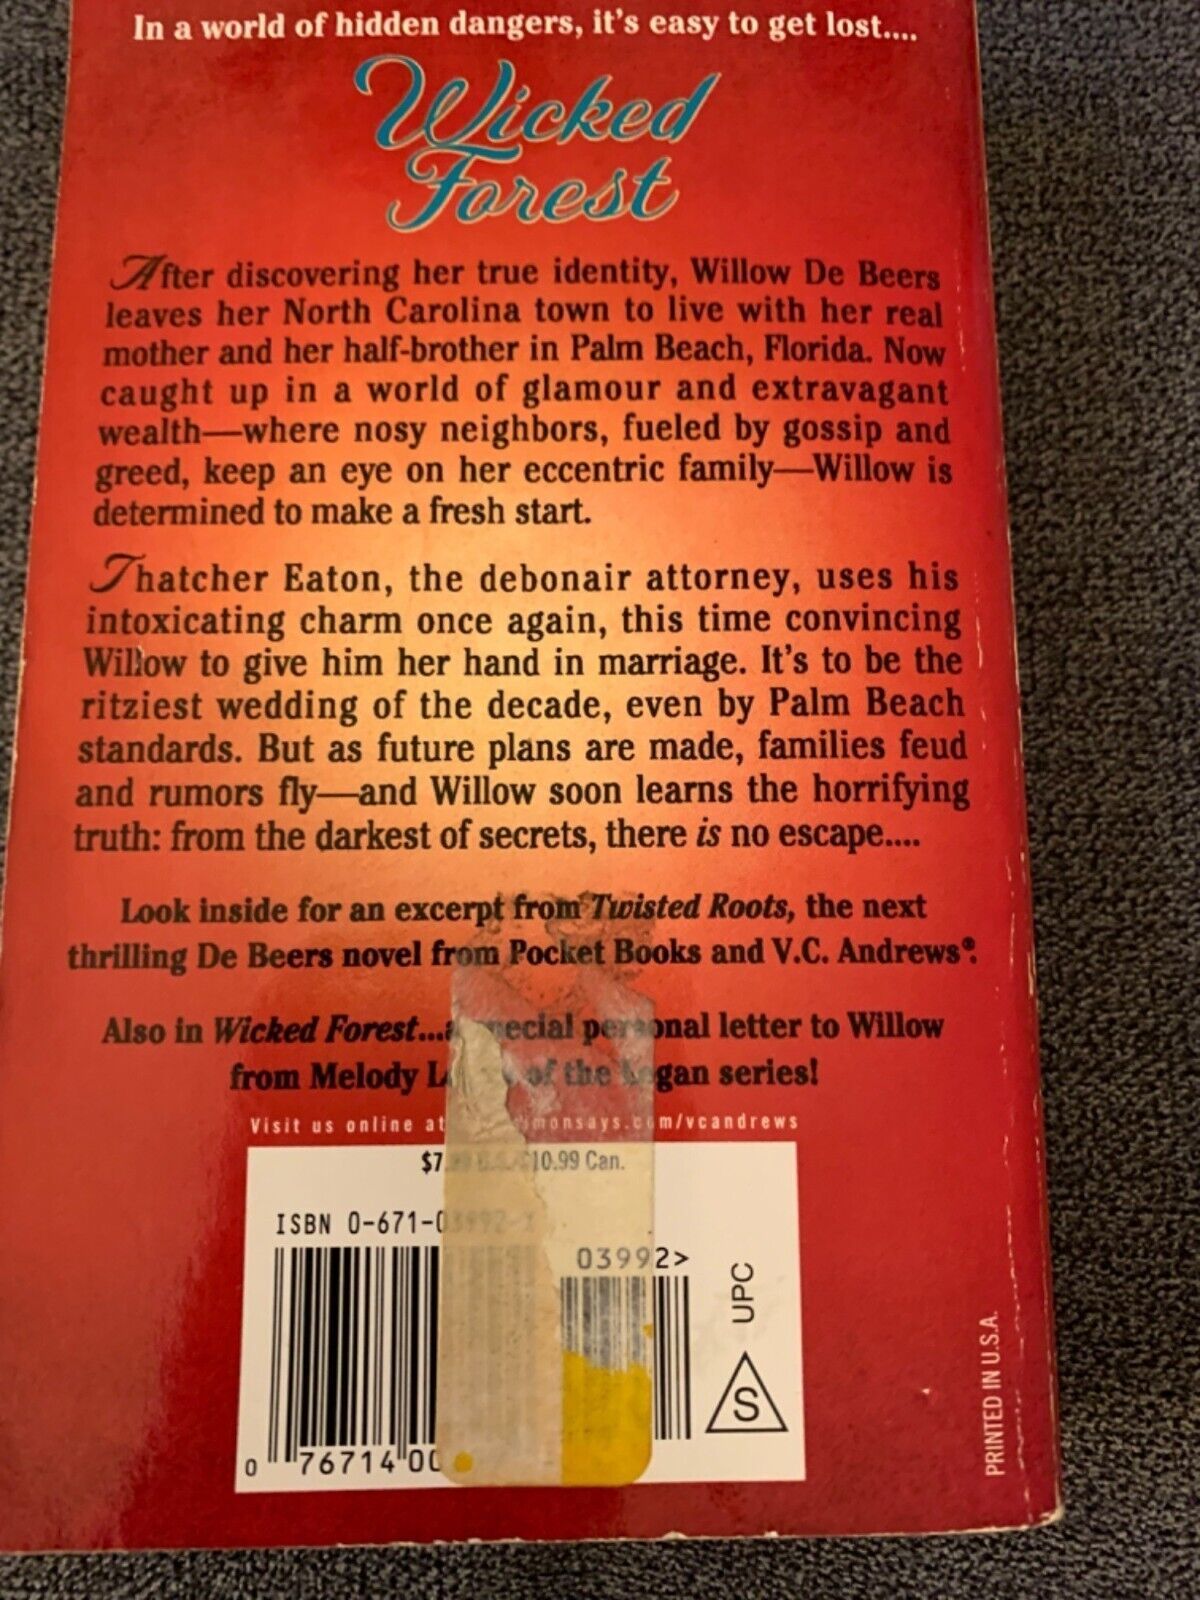 In a world of hidden dangers, it's easy to get lost....
Wicked
Forest
After discovering her true identity, Willow De Beers
leaves her North Carolina town to live with her real
mother and her half-brother in Palm Beach, Florida. Now
caught up in a world of glamour and extravagant
wealth—where nosy neighbors, fueled by gossip and
greed, keep an eye on her eccentric family—Willow is
determined to make a fresh start.
Thatcher Eaton, the debonair attorney, uses his
intoxicating charm once again, this time convincing
Willow to give him her hand in marriage. It's to be the
ritziest wedding of the decade, even by Palm Beach
standards. But as future plans are made, families feud
and rumors fly—and Willow soon learns the horrifying
truth: from the darkest of secrets, there is no escape....
Look inside for an excerpt from Twisted Roots, the next
thrilling De Beers novel from Pocket Books and V.C. Andrews®.
Also in Wicked Forest...a special personal letter to Willow
from Melody of the Logan series!
Visit us online at
$7.99 U.S. 10.99 Can.
ISBN 0-671-03992-
03992>
0 76714 00
UPC
S
PRINTED IN U.S.A.